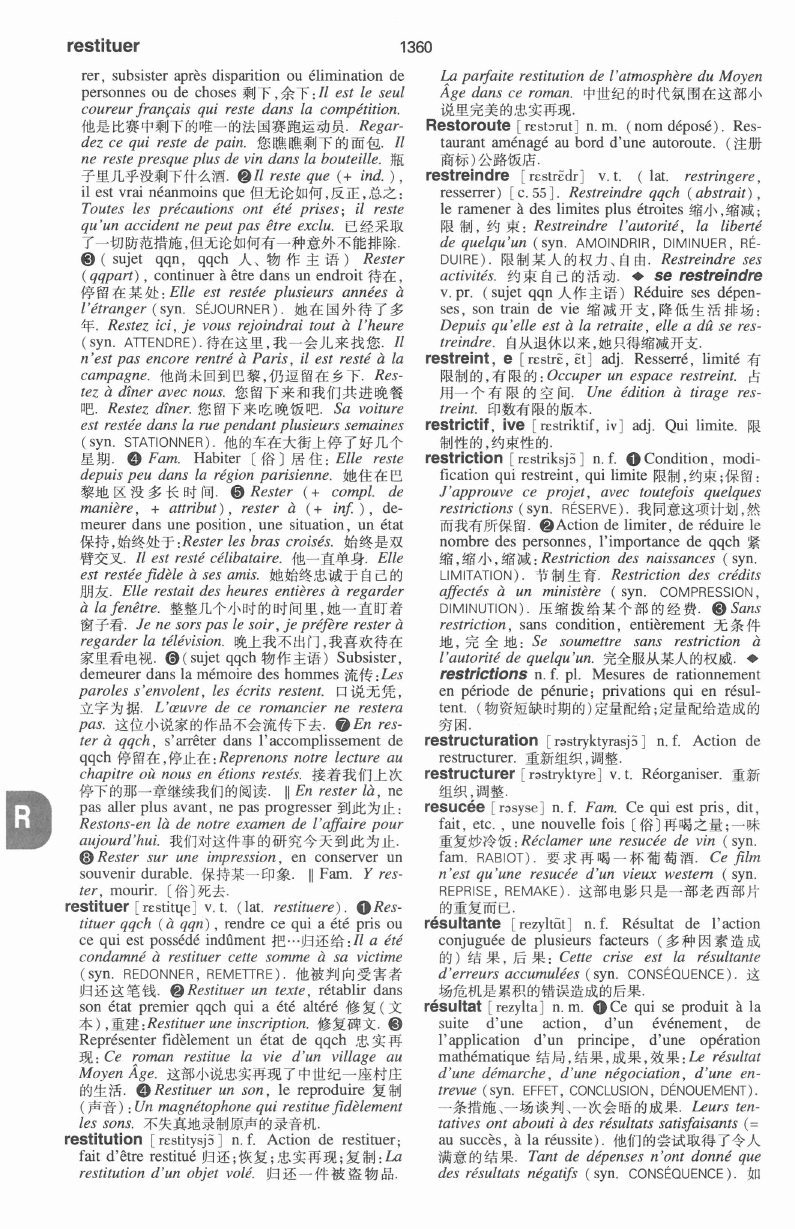 restituer
1360
rer, subsister après disparition ou élimination de
personnes ou de choses 剩下,余下:Il est le seul
coureur français qui reste dans la compétition.
他是比赛中剩下的唯一的法国赛跑运动员. Regar-
dez ce qui reste de pain. 您瞧瞧剩下的面包. Il
ne reste presque plus de vin dans la bouteille. 瓶
子里几乎没剩下什么酒. ❷Il reste que (+ ind. ),
il est vrai néanmoins que 但无论如何,反正,总之:
Toutes les précautions ont été prises; il reste
qu'un accident ne peut pas être exclu. 已经采取
了一切防范措施,但无论如何有一种意外不能排除.
❸ ( sujet qqn, qqch 人、物 作 主 语 ) Rester
(qqpart) , continuer à être dans un endroit 待在,
停留在某处:Elle est restée plusieurs années à
l'étranger (syn. SÉJOURNER). 她在国外待了多
年. Restez ici, je vous rejoindrai tout à l'heure
(syn. ATTENDRE). 待在这里,我一会儿来找您. Il
n'est pas encore rentré à Paris, il est resté à la
campagne. 他尚未回到巴黎,仍逗留在乡下. Res-
tez à dîner avec nous. 您留下来和我们共进晚餐
吧. Restez dîner. 您留下来吃晚饭吧. Sa voiture
est restée dans la rue pendant plusieurs semaines
(syn. STATIONNER). 他的车在大街上停了好几个
星期. ❹ Fam. Habiter [俗] 居住: Elle reste
depuis peu dans la région parisienne. 她住在巴
黎地区没多长时间. ❺ Rester (+ compl. de
manière, + attribut) , rester à (+ inf. ) , de-
meurer dans une position, une situation, un état
保持,始终处于:Rester les bras croisés. 始终是双
臂交叉. Il est resté célibataire. 他一直单身. Elle
est restée fidèle à ses amis. 她始终忠诚于自己的
朋友. Elle restait des heures entières à regarder
à la fenêtre. 整整几个小时的时间里,她一直盯着
窗子看. Je ne sors pas le soir, je préfère rester à
regarder la télévision. 晚上我不出门,我喜欢待在
家里看电视. ❻(sujet qqch 物作主语) Subsister,
demeurer dans la mémoire des hommes 流传:Les
paroles s'envolent, les écrits restent. 口说无凭,
立字为据. L'œuvre de ce romancier ne restera
pas. 这位小说家的作品不会流传下去. ❼En res-
ter à qqch, s'arrêter dans l'accomplissement de
qqch 停留在,停止在:Reprenons notre lecture au
chapitre où nous en étions restés. 接着我们上次
停下的那一章继续我们的阅读. ‖ En rester là, ne
pas aller plus avant, ne pas progresser 到此为止:
Restons-en là de notre examen de l'affaire pour
aujourd'hui. 我们对这件事的研究今天到此为止.
❽ Rester sur une impression, en conserver un
souvenir durable. 保持某一印象. ‖ Fam. Y res-
ter, mourir. [俗]死去.
restituer [rɛstitɥe] v. t. (lat. restituere). ❶Res-
tituer qqch (à qqn) , rendre ce qui a été pris ou
ce qui est possédé indûment 把…归还给:Il a été
condamné à restituer cette somme à sa victime
(syn. REDONNER, REMETTRE). 他被判向受害者
归还这笔钱. ❷Restituer un texte, rétablir dans
son état premier qqch qui a été altéré 修复(文
本),重建:Restituer une inscription. 修复碑文. ❸
Représenter fidèlement un état de qqch 忠实再
现: Ce roman restitue la vie d'un village au
Moyen Âge. 这部小说忠实再现了中世纪一座村庄
的生活. ❹ Restituer un son, le reproduire 复制
(声音):Un magnétophone qui restitue fidèlement
les sons. 不失真地录制原声的录音机.
restitution [rɛstitysjɔ̃] n. f. Action de restituer;
fait d'être restitué 归还;恢复;忠实再现;复制:La
restitution d'un objet volé. 归还一件被盗物品.
La parfaite restitution de l'atmosphère du Moyen
Âge dans ce roman. 中世纪的时代氛围在这部小
说里完美的忠实再现.
Restoroute [rɛstɔrut] n. m. (nom déposé). Res-
taurant aménagé au bord d'une autoroute. (注册
商标)公路饭店.
restreindre [rɛstrɛ̃dr] v. t. ( lat. restringere,
resserrer) [c. 55]. Restreindre qqch (abstrait) ,
le ramener à des limites plus étroites 缩小,缩减;
限 制, 约 束: Restreindre l'autorité, la liberté
de quelqu'un (syn. AMOINDRIR, DIMINUER, RÉ-
DUIRE). 限制某人的权力、自由. Restreindre ses
activités. 约束自己的活动. ◆ se restreindre
v. pr. (sujet qqn 人作主语) Réduire ses dépen-
ses, son train de vie 缩减开支,降低生活排场:
Depuis qu'elle est à la retraite, elle a dû se res-
treindre. 自从退休以来,她只得缩减开支.
restreint, e [rɛstrɛ̃, ɛ̃t] adj. Resserré, limité 有
限制的,有限的:Occuper un espace restreint. 占
用一个有限的空间. Une édition à tirage res-
treint. 印数有限的版本.
restrictif, ive [rɛstriktif, iv] adj. Qui limite. 限
制性的,约束性的.
restriction [rɛstriksjɔ̃] n. f. ❶Condition, modi-
fication qui restreint, qui limite 限制,约束;保留:
J'approuve ce projet, avec toutefois quelques
restrictions (syn. RÉSERVE). 我同意这项计划,然
而我有所保留. ❷Action de limiter, de réduire le
nombre des personnes, l'importance de qqch 紧
缩,缩小,缩减:Restriction des naissances (syn.
LIMITATION). 节制生育. Restriction des crédits
affectés à un ministère (syn. COMPRESSION,
DIMINUTION). 压缩拨给某个部的经费. ❸ Sans
restriction, sans condition, entièrement 无条件
地, 完 全 地: Se soumettre sans restriction à
l'autorité de quelqu'un. 完全服从某人的权威. ◆
restrictions n. f. pl. Mesures de rationnement
en période de pénurie; privations qui en résul-
tent. (物资短缺时期的)定量配给;定量配给造成的
穷困.
restructuration [rəstryktyrasjɔ̃] n. f. Action de
restructurer. 重新组织,调整.
restructurer [rəstryktyre] v. t. Réorganiser. 重新
组织,调整.
resucée [rəsyse] n. f. Fam. Ce qui est pris, dit,
fait, etc. , une nouvelle fois [俗]再喝之量;一味
重复炒冷饭:Réclamer une resucée de vin (syn.
fam. RABIOT). 要求再喝一杯葡萄酒. Ce film
n'est qu'une resucée d'un vieux western (syn.
REPRISE, REMAKE). 这部电影只是一部老西部片
的重复而已.
résultante [rezyltɑ̃t] n. f. Résultat de l'action
conjuguée de plusieurs facteurs (多种因素造成
的) 结果, 后果: Cette crise est la résultante
d'erreurs accumulées (syn. CONSÉQUENCE). 这
场危机是累积的错误造成的后果.
résultat [rezylta] n. m. ❶Ce qui se produit à la
suite d'une action, d'un événement, de
l'application d'un principe, d'une opération
mathématique 结局,结果,成果,效果:Le résultat
d'une démarche, d'une négociation, d'une en-
trevue (syn. EFFET, CONCLUSION, DÉNOUEMENT).
一条措施、一场谈判、一次会晤的成果. Leurs ten-
tatives ont abouti à des résultats satisfaisants (=
au succès, à la réussite). 他们的尝试取得了令人
满意的结果. Tant de dépenses n'ont donné que
des résultats négatifs (syn. CONSÉQUENCE). 如
R